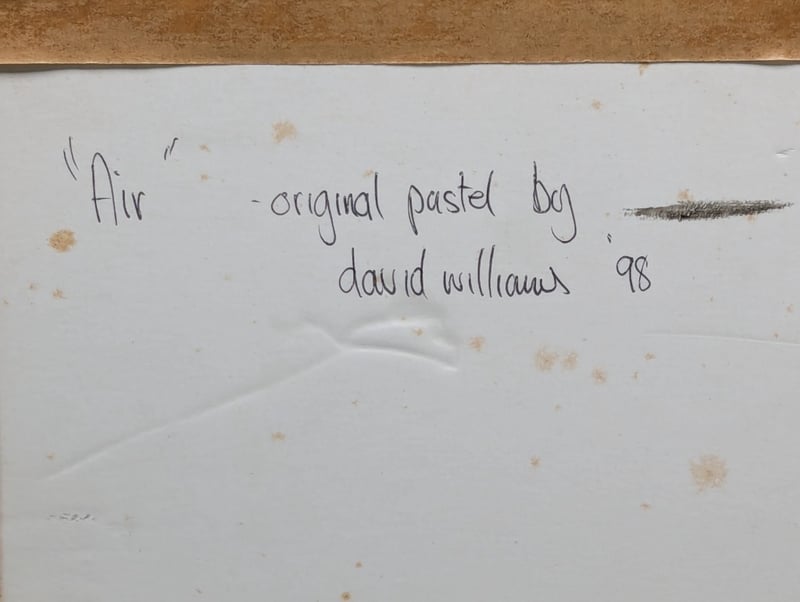 "Air" - original pastel by
david williams '98